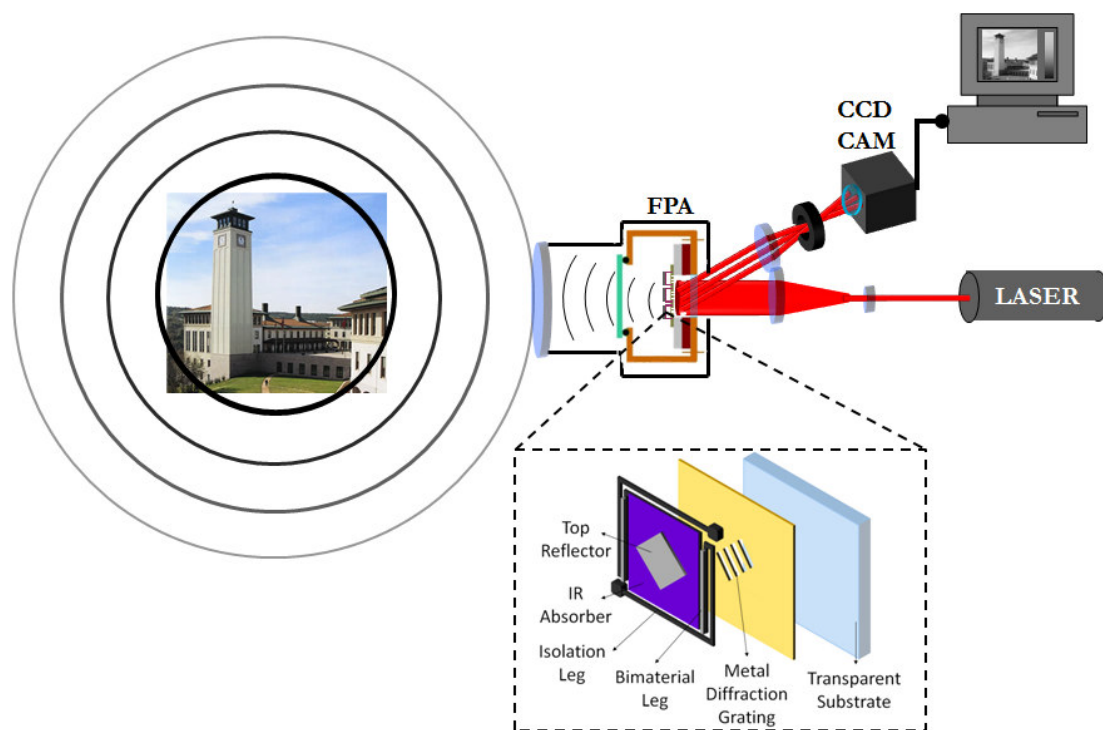 CCD
CAM
FPA
LASER
Top
Reflector
IR
Absorber
Isolation
Leg
Bimaterial
Leg
Metal
Diffraction
Grating
Transparent
Substrate